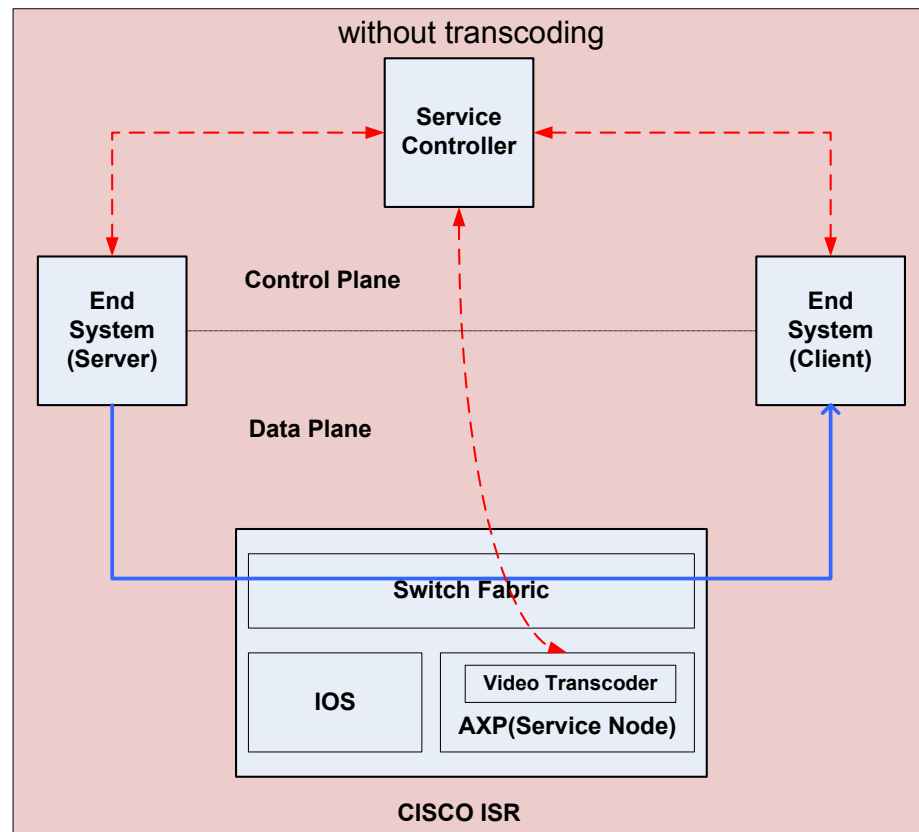 without transcoding
Service
Controller
End
System
(Server)
Control Plane
End
System
(Client)
Data Plane
Switch Fabric
IOS
Video Transcoder
AXP(Service Node)
CISCO ISR